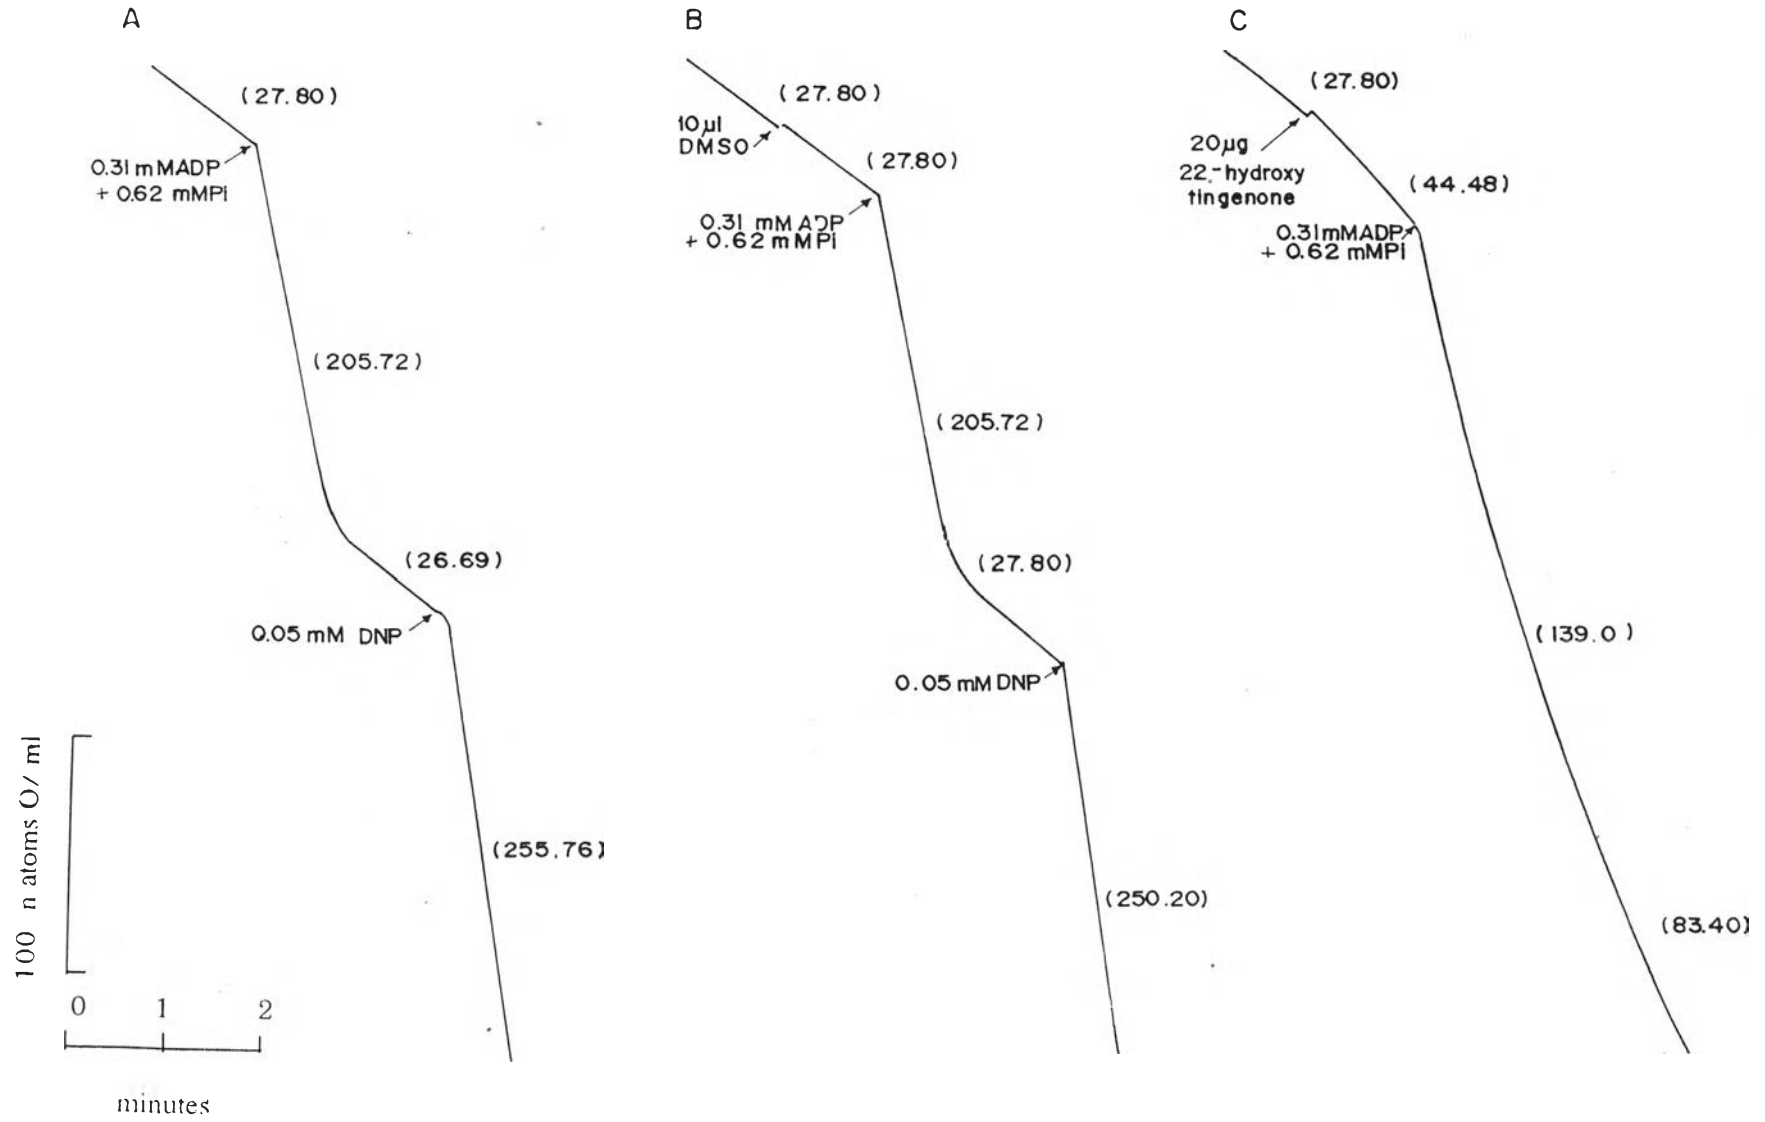 A
(27.80)
0.31 mMADP
+ 0.62 mMPi
(205.72)
(26.69)
0.05 mM DNP
(255.76)
100 n atoms O/ ml
0 1 2
minutes
B
(27.80)
10 µl
DMSO
(27.80)
0.31 mM ADP
+ 0.62 mMPi
(205.72)
(27.80)
0.05 mM DNP
(250.20)
C
(27.80)
20µg
22-hydroxy
tingenone
(44.48)
0.31mMADP
+ 0.62 mMPi
(139.0)
(83.40)